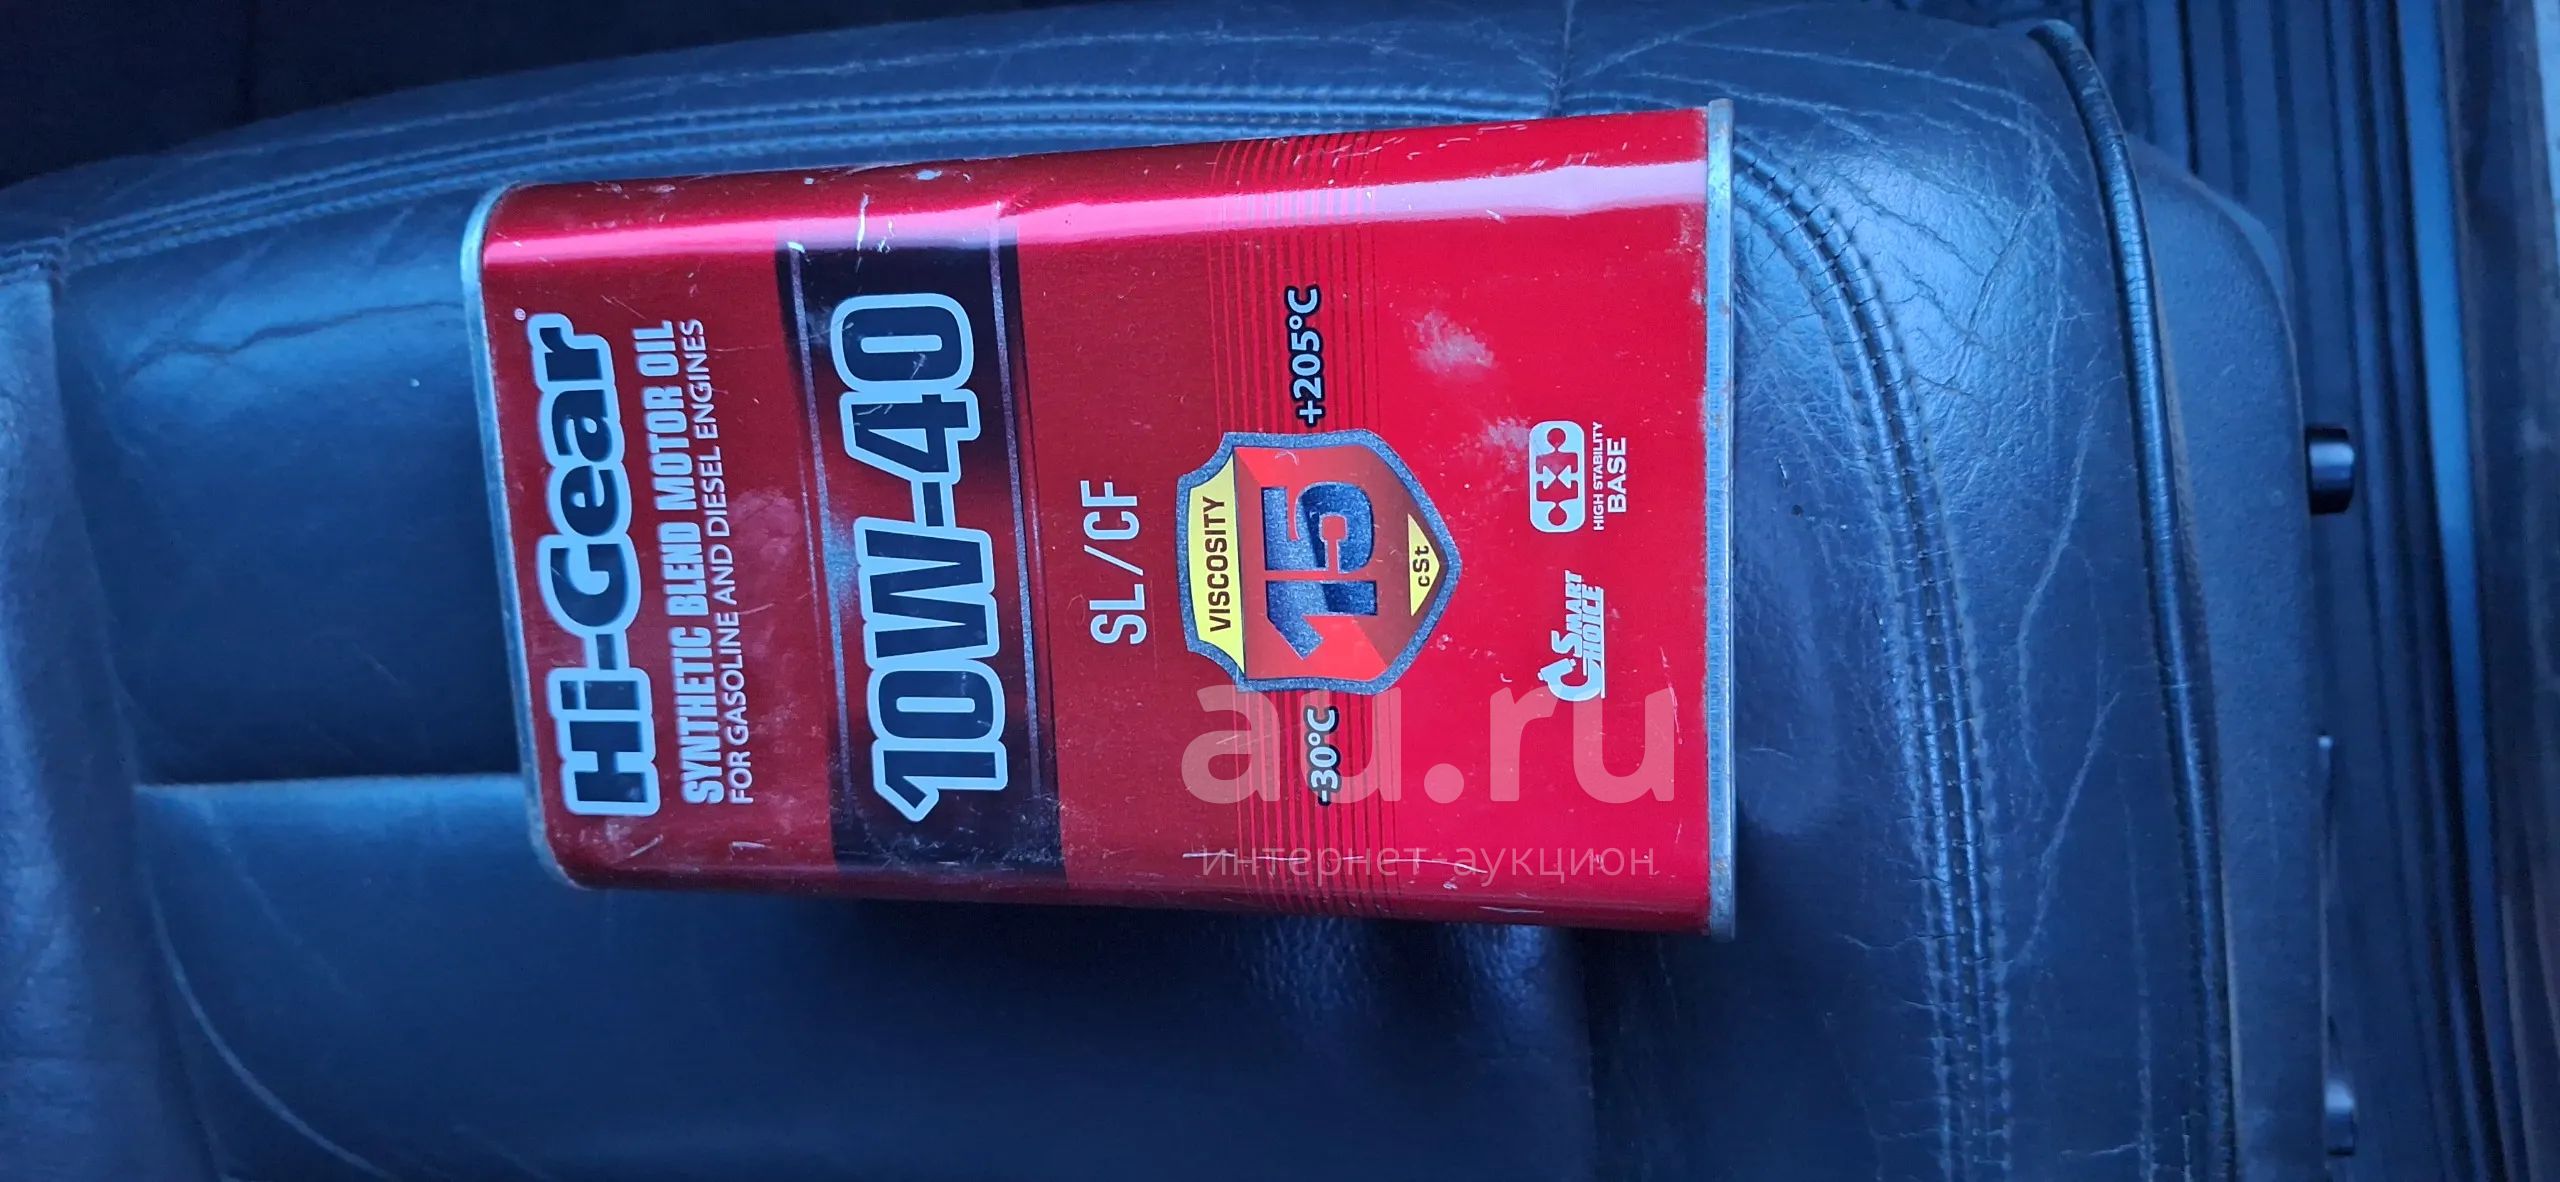 Hi-Gear®
SYNTHETIC BLEND MOTOR OIL
FOR GASOLINE AND DIESEL ENGINES
10W-40
SL/CF
VISCOSITY
-30°C 15 +205°C
cSt
SMART CHOICE
HIGH STABILITY
BASE
au.ru
интернет-аукцион